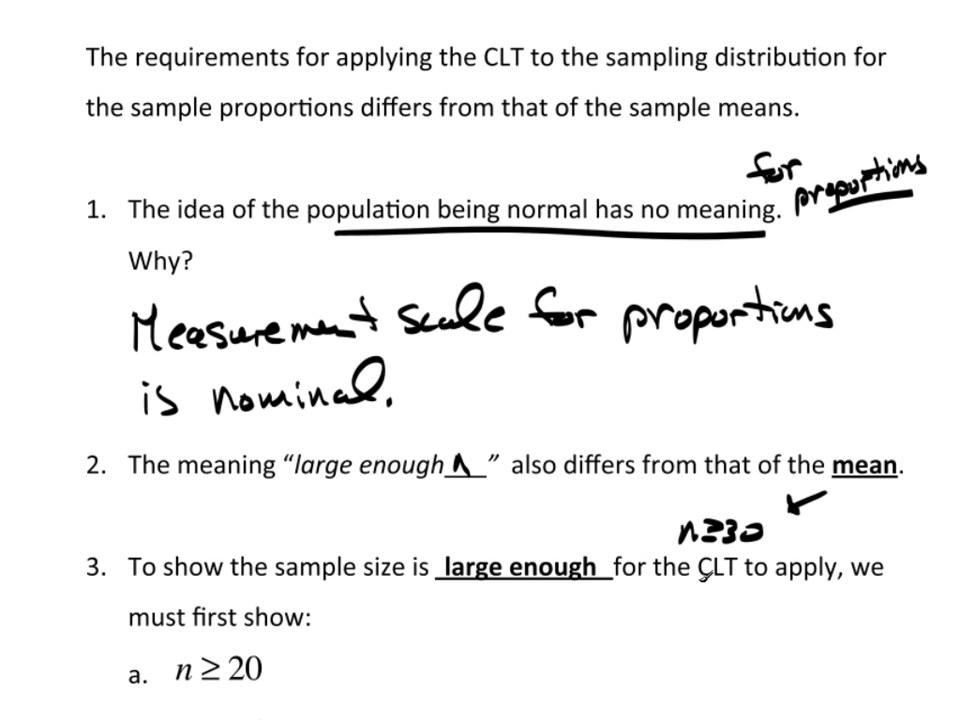 The requirements for applying the CLT to the sampling distribution for
the sample proportions differs from that of the sample means.
for
proportions
1. The idea of the population being normal has no meaning.
Why?
Measurement scale for proportions
is nominal.
2. The meaning “large enough n ” also differs from that of the mean.
n≥30
3. To show the sample size is large enough for the CLT to apply, we
must first show:
a. n ≥ 20